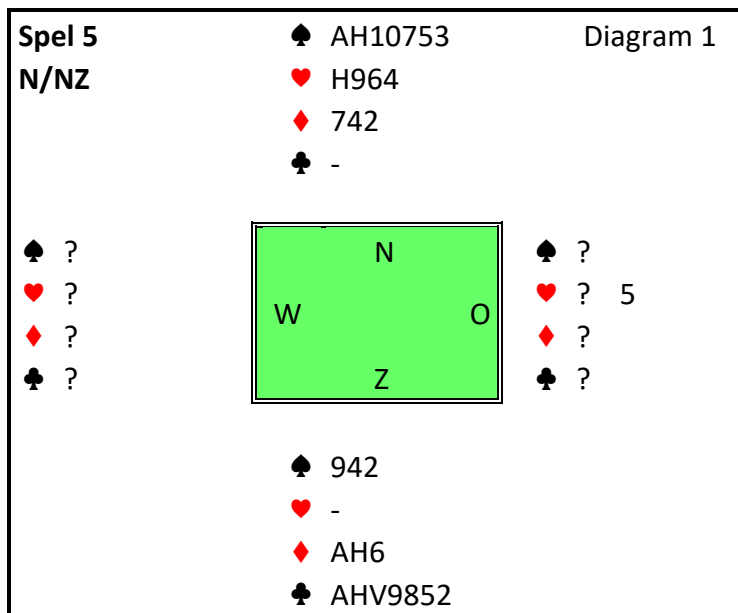 Spel 5 ♠ AH10753 Diagram 1
N/NZ ♥ H964
♦ 742
♣ -
♠ ? N ♠ ?
♥ ? ♥ ? 5
W O
♦ ? ♦ ?
♣ ? Z ♣ ?
♠ 942
♥ -
♦ AH6
♣ AHV9852